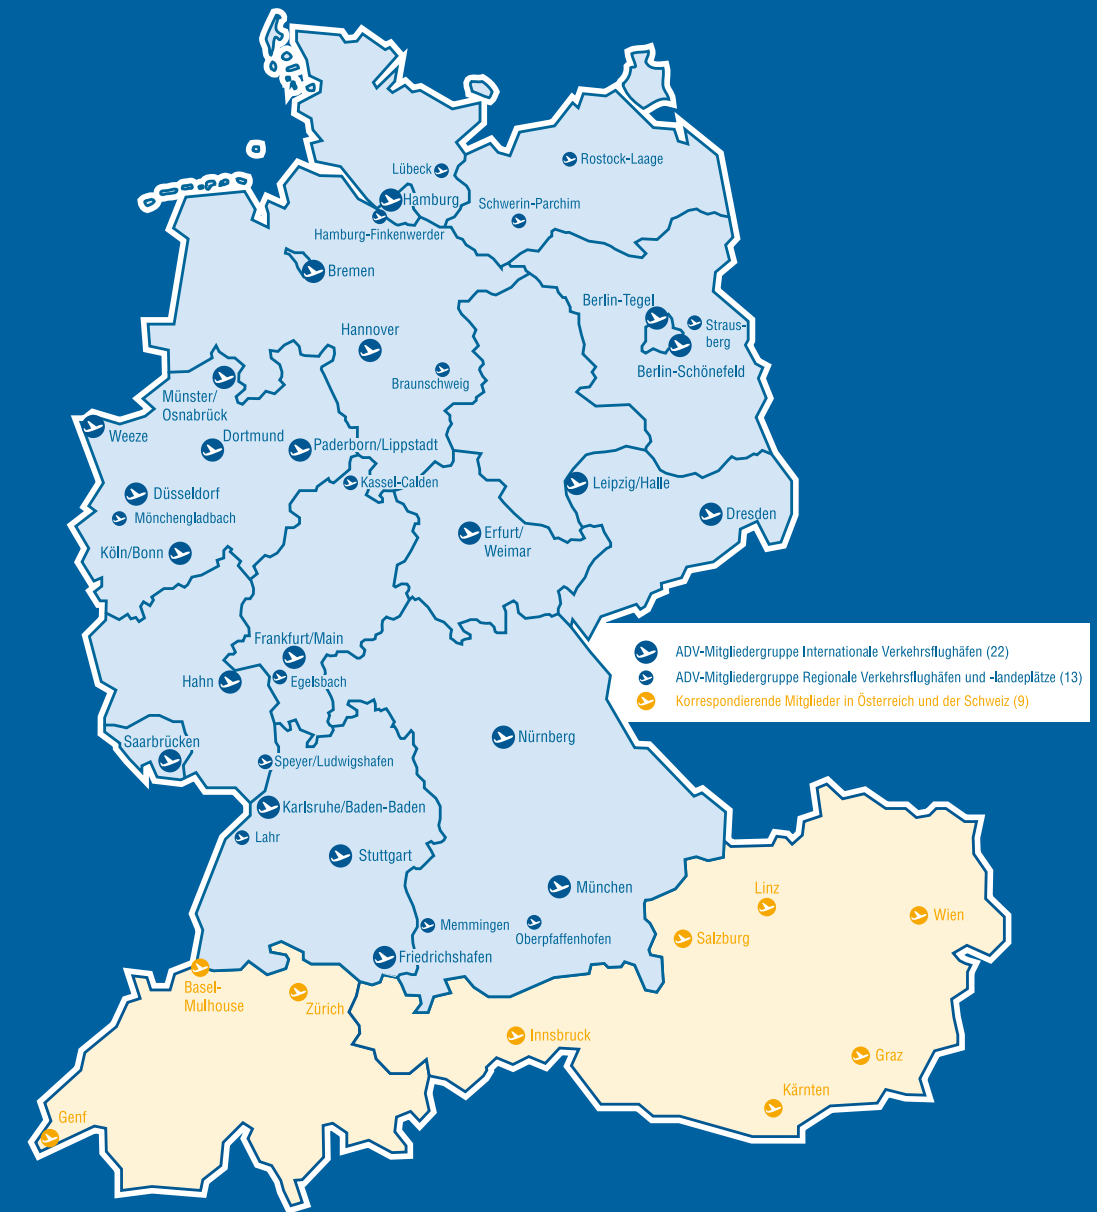 Rostock-Laage
Lübeck
Hamburg
Schwerin-Parchim
Hamburg-Finkenwerder
Bremen
Berlin-Tegel
Straus-
berg
Hannover
Berlin-Schönefeld
Braunschweig
Münster/
Osnabrück
Weeze
Dortmund
Paderborn/Lippstadt
Kassel-Calden
Leipzig/Halle
Düsseldorf
Mönchengladbach
Dresden
Erfurt/
Weimar
Köln/Bonn
Frankfurt/Main
Hahn
Egelsbach
ADV-Mitgliedergruppe Internationale Verkehrsflughäfen (22)
ADV-Mitgliedergruppe Regionale Verkehrsflughäfen und -landeplätze (13)
Korrespondierende Mitglieder in Österreich und der Schweiz (9)
Saarbrücken
Nürnberg
Speyer/Ludwigshafen
Karlsruhe/Baden-Baden
Lahr
Stuttgart
München
Linz
Wien
Memmingen
Oberpfaffenhofen
Salzburg
Friedrichshafen
Basel-
Mulhouse
Zürich
Innsbruck
Graz
Kärnten
Genf